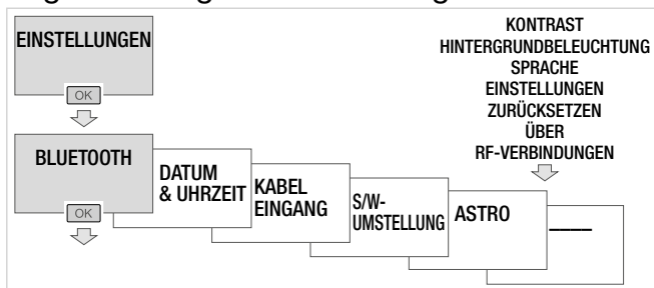 EINSTELLUNGEN
OK
BLUETOOTH
OK
DATUM
& UHRZEIT
KABEL
EINGANG
S/W-
UMSTELLUNG
ASTRO
KONTRAST
HINTERGRUNDBELEUCHTUNG
SPRACHE
EINSTELLUNGEN
ZURÜCKSETZEN
ÜBER
RF-VERBINDUNGEN